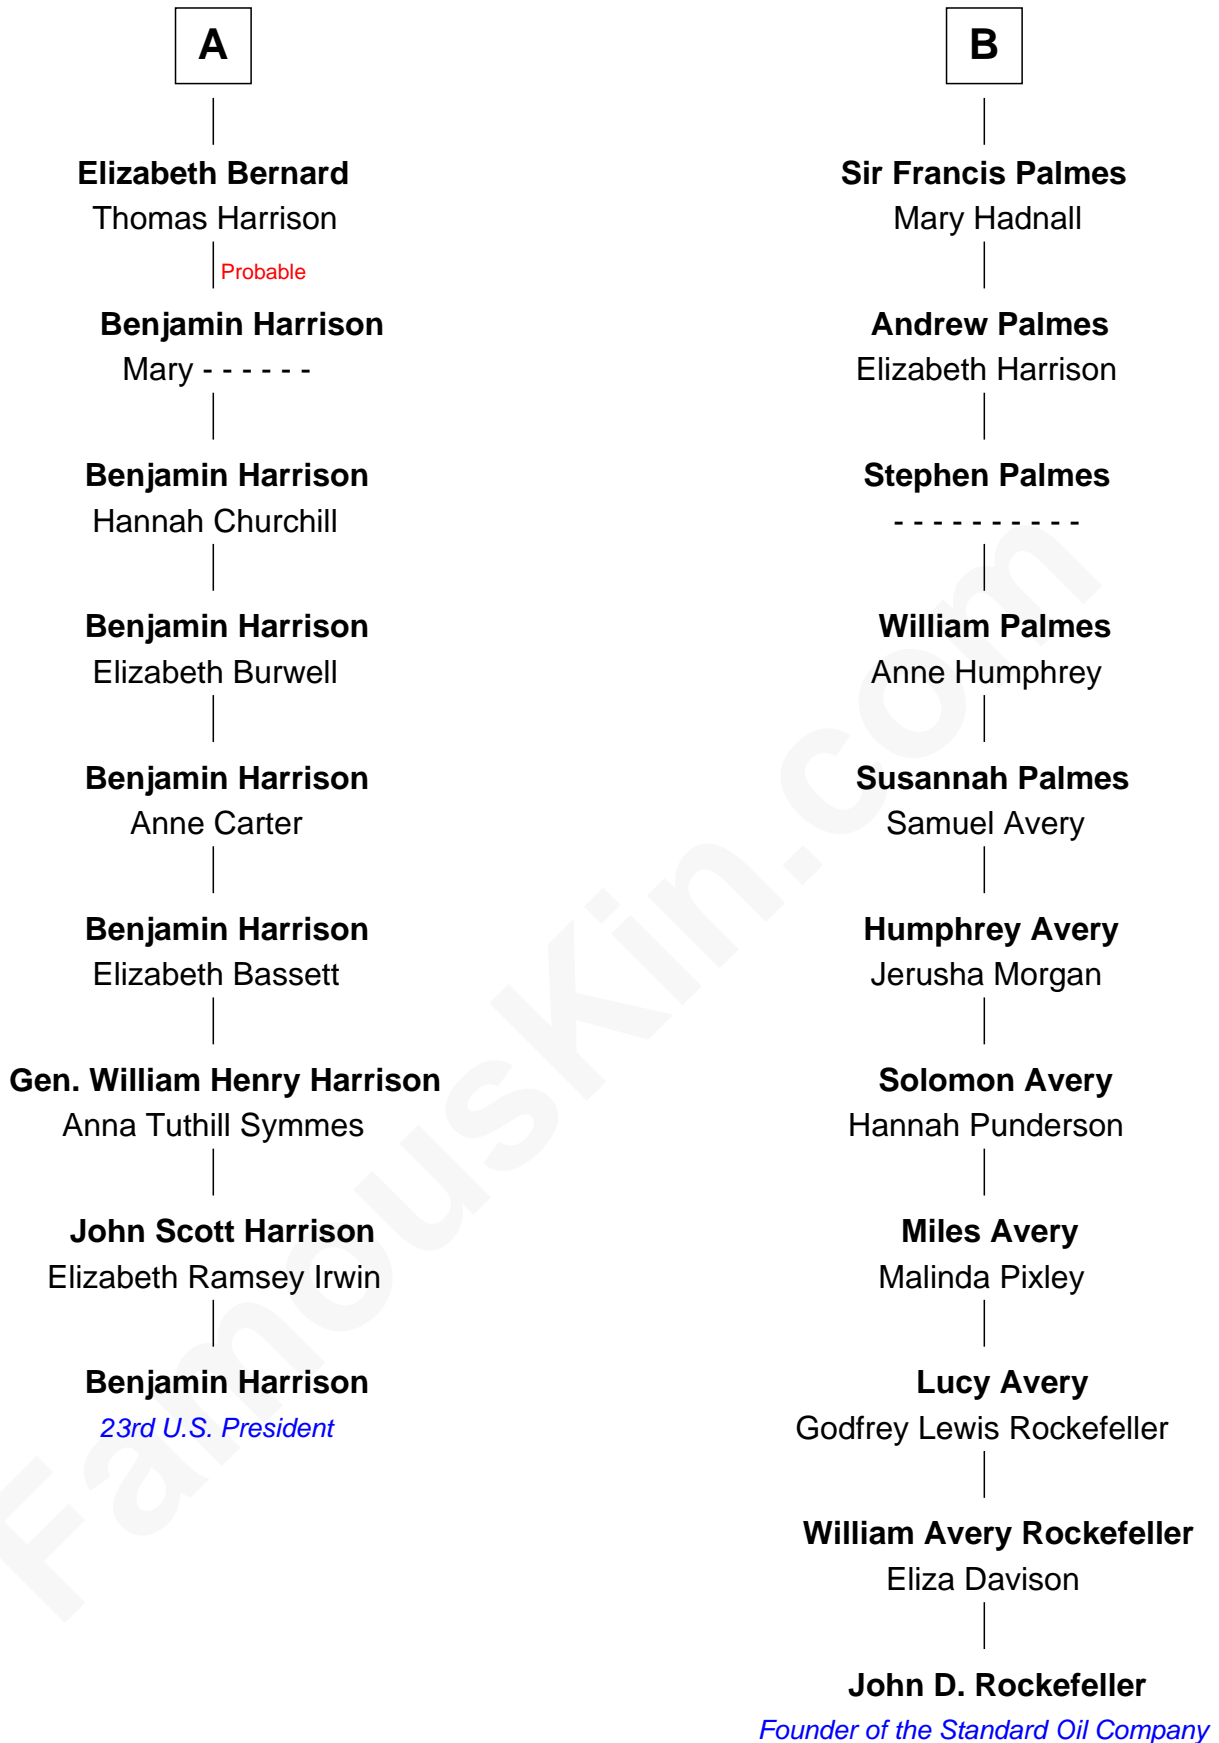 A
Elizabeth Bernard
Thomas Harrison
Probable
Benjamin Harrison
Mary - - - - - -
Benjamin Harrison
Hannah Churchill
Benjamin Harrison
Elizabeth Burwell
Benjamin Harrison
Anne Carter
Benjamin Harrison
Elizabeth Bassett
Gen. William Henry Harrison
Anna Tuthill Symmes
John Scott Harrison
Elizabeth Ramsey Irwin
Benjamin Harrison
23rd U.S. President
B
Sir Francis Palmes
Mary Hadnall
Andrew Palmes
Elizabeth Harrison
Stephen Palmes
- - - - - - - - - -
William Palmes
Anne Humphrey
Susannah Palmes
Samuel Avery
Humphrey Avery
Jerusha Morgan
Solomon Avery
Hannah Punderson
Miles Avery
Malinda Pixley
Lucy Avery
Godfrey Lewis Rockefeller
William Avery Rockefeller
Eliza Davison
John D. Rockefeller
Founder of the Standard Oil Company
FamousKin.com